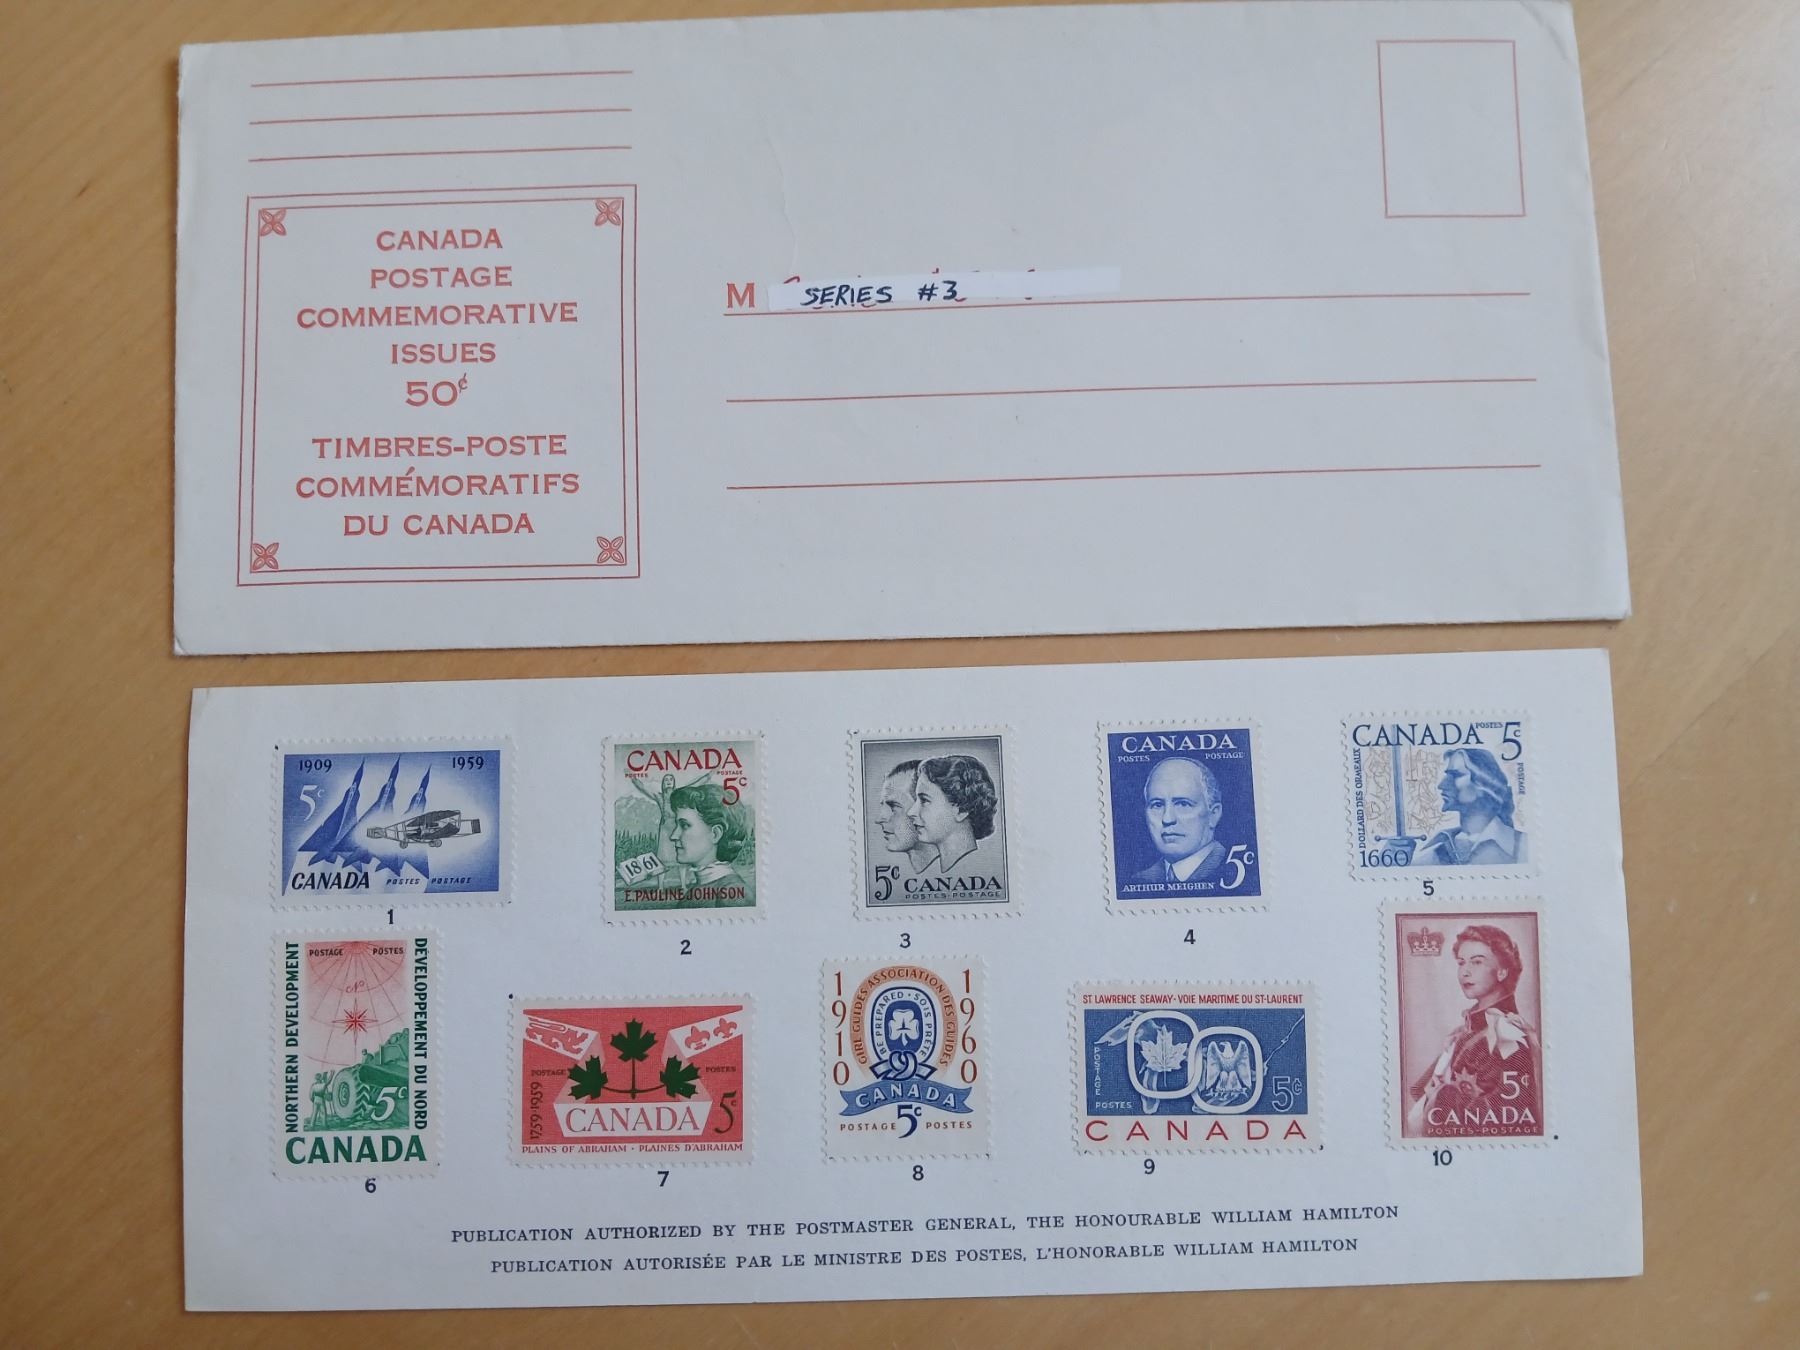 CANADA
POSTAGE
COMMEMORATIVE
ISSUES
50¢
TIMBRES-POSTE
COMMÉMORATIFS
DU CANADA
M
SERIES #3
1909 1959
5c
CANADA POSTES POSTAGE
1
CANADA
POSTES POSTAGE
5c
1861
E. PAULINE JOHNSON
2
5c CANADA
POSTES-POSTAGE
3
CANADA
POSTES POSTAGE
ARTHUR MEIGHEN 5c
4
CANADA POSTES 5c
POSTAGE
DOLLARD DES ORMEAUX
1660
5
NORTHERN DEVELOPMENT
POSTAGE POSTES
DÉVELOPPEMENT DU NORD
5c
CANADA
6
1759·1959
POSTAGE POSTES
CANADA 5c
PLAINS OF ABRAHAM · PLAINES D'ABRAHAM
7
1910
GIRL GUIDES ASSOCIATION DES GUIDES
1960
BE PREPARED · SOIS PRÊTE
CANADA
5c
POSTAGE POSTES
8
ST LAWRENCE SEAWAY · VOIE MARITIME DU ST-LAURENT
POSTAGE
POSTES
5c
CANADA
9
5c
CANADA
POSTES-POSTAGE
10
PUBLICATION AUTHORIZED BY THE POSTMASTER GENERAL, THE HONOURABLE WILLIAM HAMILTON
PUBLICATION AUTORISÉE PAR LE MINISTRE DES POSTES, L'HONORABLE WILLIAM HAMILTON